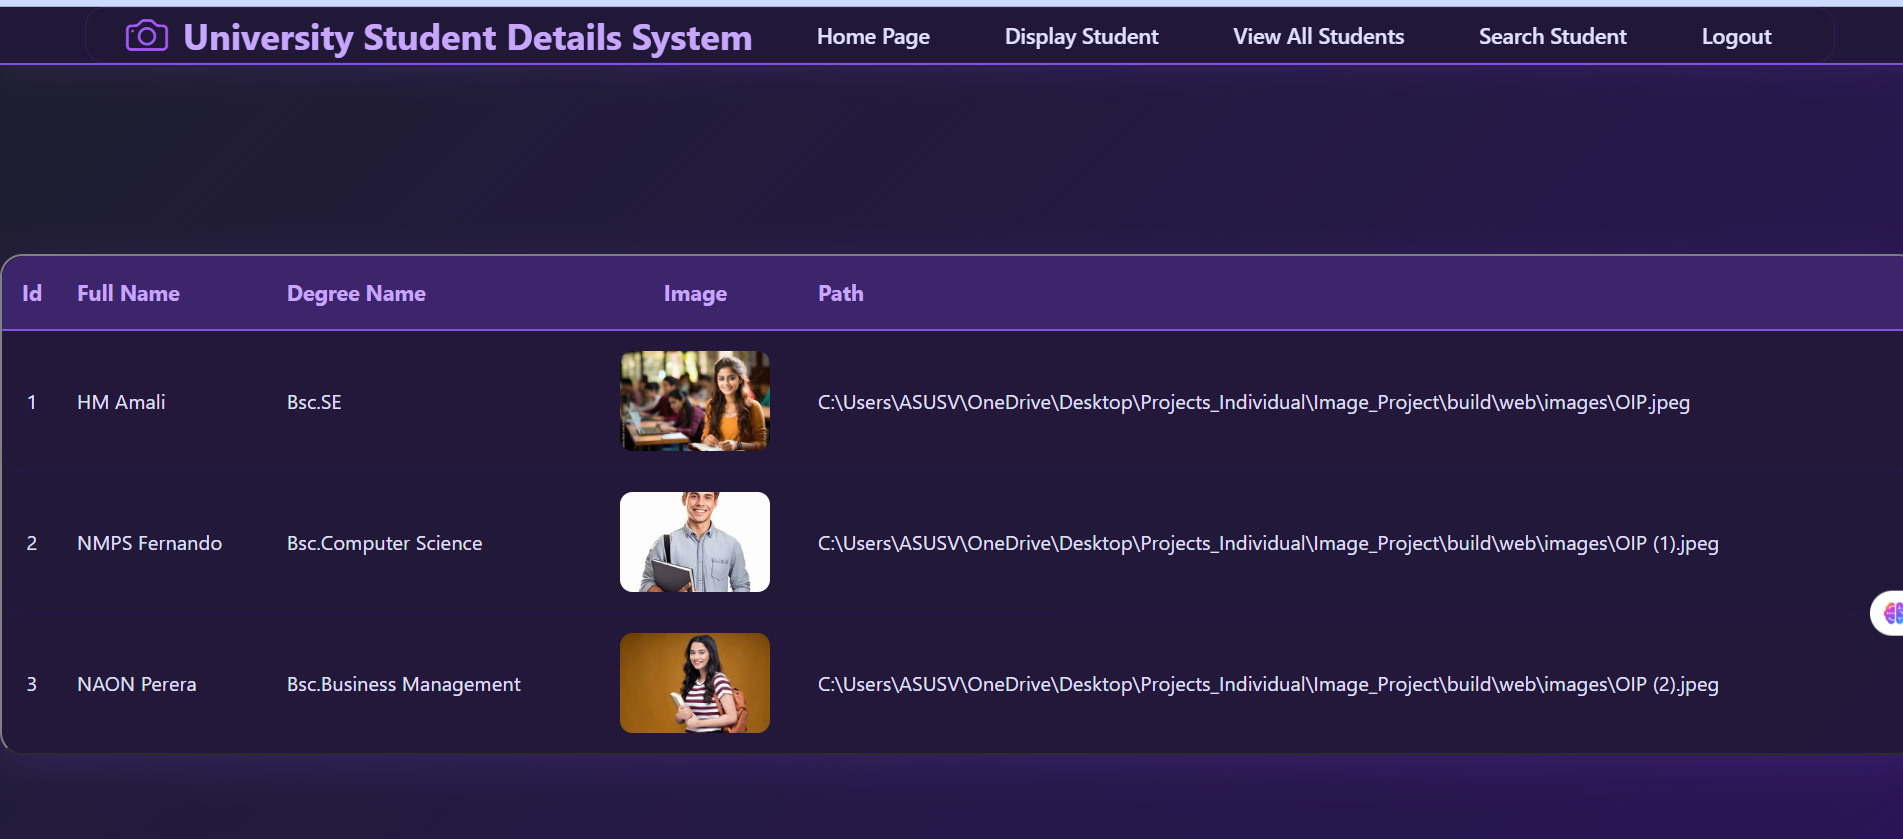 University Student Details System Home Page Display Student View All Students Search Student Logout
Id Full Name Degree Name Image Path
1 HM Amali Bsc.SE C:\Users\ASUSV\OneDrive\Desktop\Projects_Individual\Image_Project\build\web\images\OIP.jpeg
2 NMPS Fernando Bsc.Computer Science C:\Users\ASUSV\OneDrive\Desktop\Projects_Individual\Image_Project\build\web\images\OIP (1).jpeg
3 NAON Perera Bsc.Business Management C:\Users\ASUSV\OneDrive\Desktop\Projects_Individual\Image_Project\build\web\images\OIP (2).jpeg